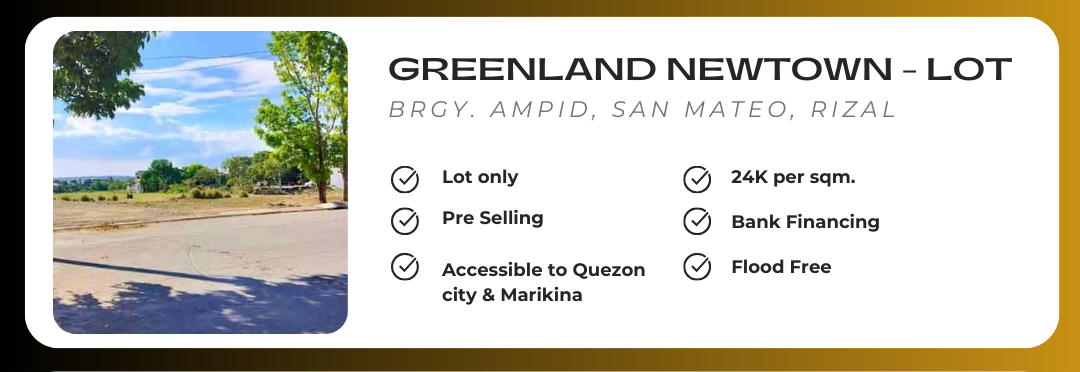 GREENLAND NEWTOWN - LOT
BRGY. AMPID, SAN MATEO, RIZAL
Lot only
Pre Selling
Accessible to Quezon
city & Marikina
24K per sqm.
Bank Financing
Flood Free